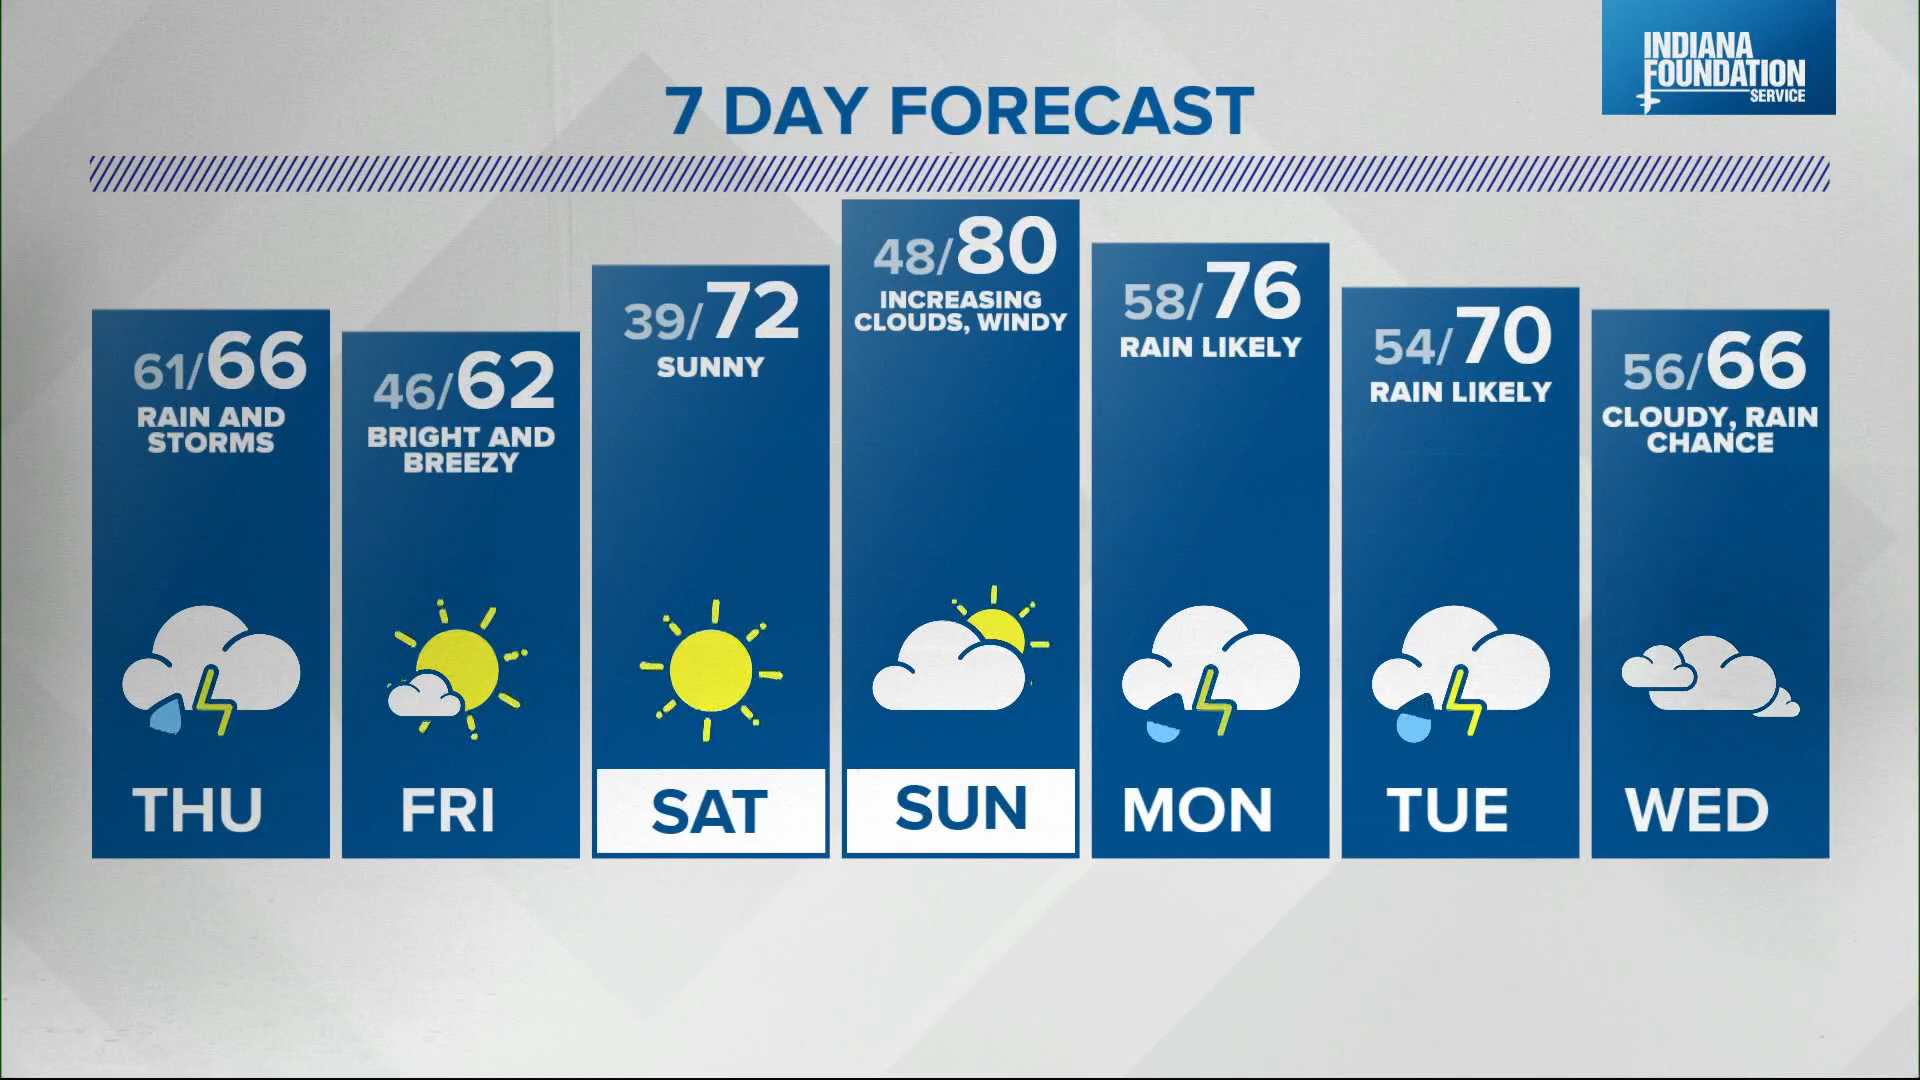 INDIANA
FOUNDATION
SERVICE
7 DAY FORECAST
61/66
RAIN AND
STORMS
THU
46/62
BRIGHT AND
BREEZY
FRI
39/72
SUNNY
SAT
48/80
INCREASING
CLOUDS, WINDY
SUN
58/76
RAIN LIKELY
MON
54/70
RAIN LIKELY
TUE
56/66
CLOUDY, RAIN
CHANCE
WED